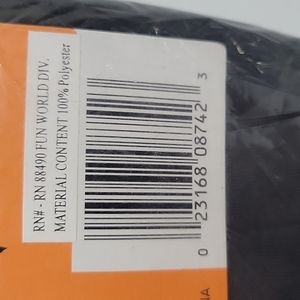 RN# - RN 88490 FUN WORLD DIV.
MATERIAL CONTENT 100% Polyester
0 23168 08742 3